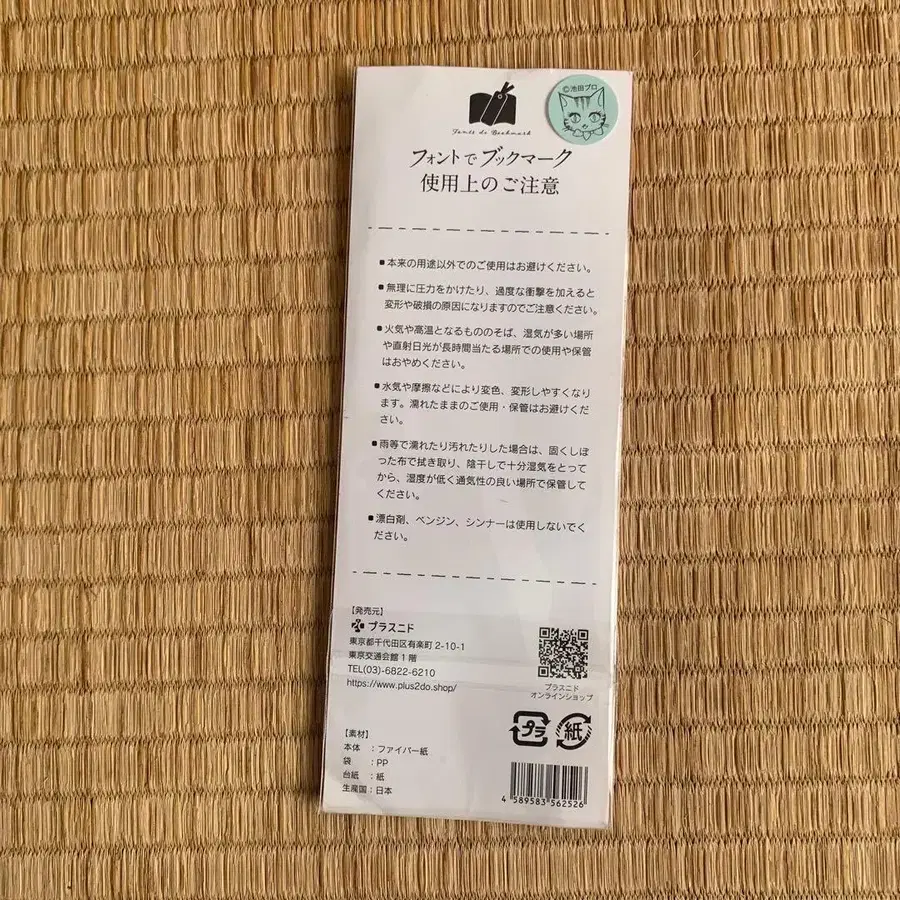 ©池田プロ
Fonts de Bookmark
フォントでブックマーク
使用上のご注意
■本来の用途以外でのご使用はお避けください。
■無理に圧力をかけたり、過度な衝撃を加えると
変形や破損の原因になりますのでご注意ください。
■火気や高温となるもののそば、湿気が多い場所
や直射日光が長時間当たる場所での使用や保管
はおやめください。
■水気や摩擦などにより変色、変形しやすくなり
ます。濡れたままのご使用・保管はお避けくだ
さい。
■雨等で濡れたり汚れたりした場合は、固くしぼ
った布で拭き取り、陰干しで十分湿気をとって
から、湿度が低く通気性の良い場所で保管して
ください。
■漂白剤、ベンジン、シンナーは使用しないでく
ださい。
【発売元】
プラスニド
東京都千代田区有楽町 2-10-1
東京交通会館 1 階
TEL(03)-6822-6210
https://www.plus2do.shop/
プラスニド
オンラインショップ
プラ
紙
【素材】
本体 ：ファイバー紙
袋 ：PP
台紙 ：紙
生産国：日本
4 589583 562526